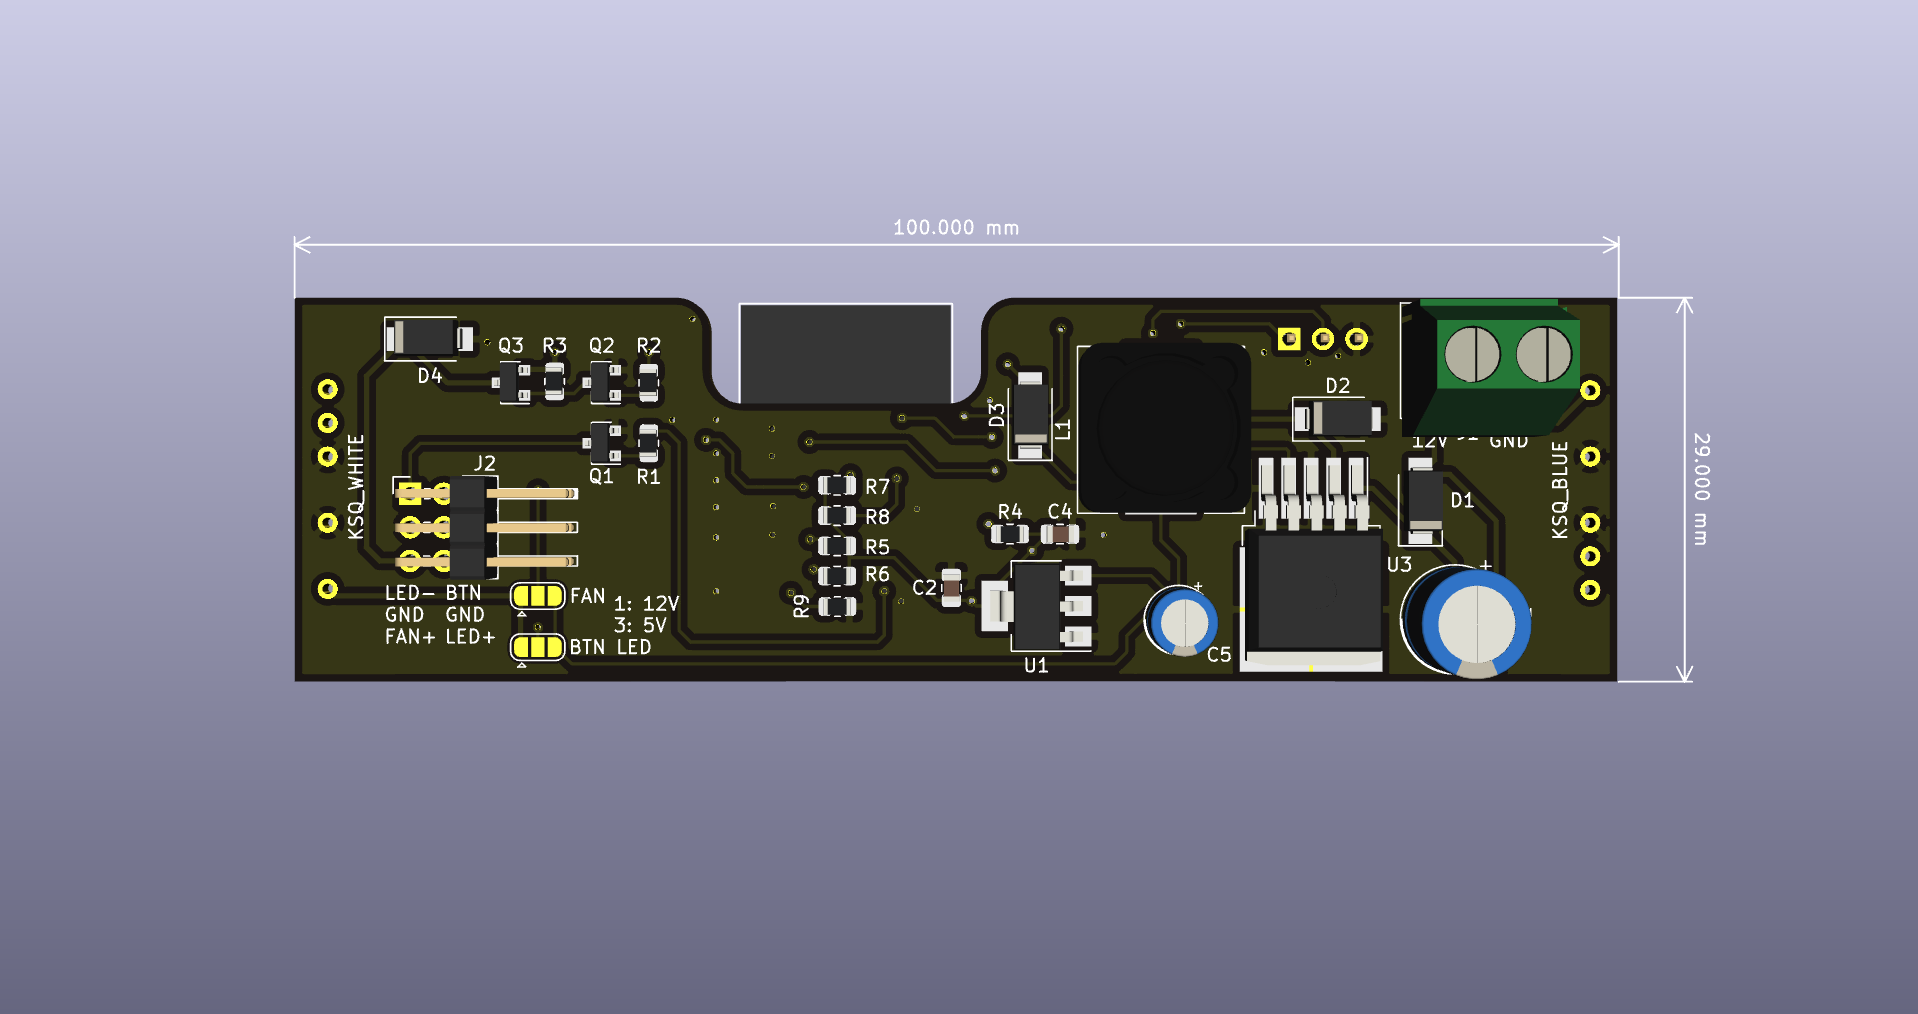 100.000 mm
Q3 R3 Q2 R2
D4
D2
D3
L1
12V J1 GND
KSQ_WHITE
J2
Q1 R1
R7
D1
KSQ_BLUE
29.000 mm
R8
R4 C4
R5
U3
R6
C2
LED- BTN
FAN
1: 12V
R9
GND GND
3: 5V
FAN+ LED+
BTN LED
C5
U1
+
+